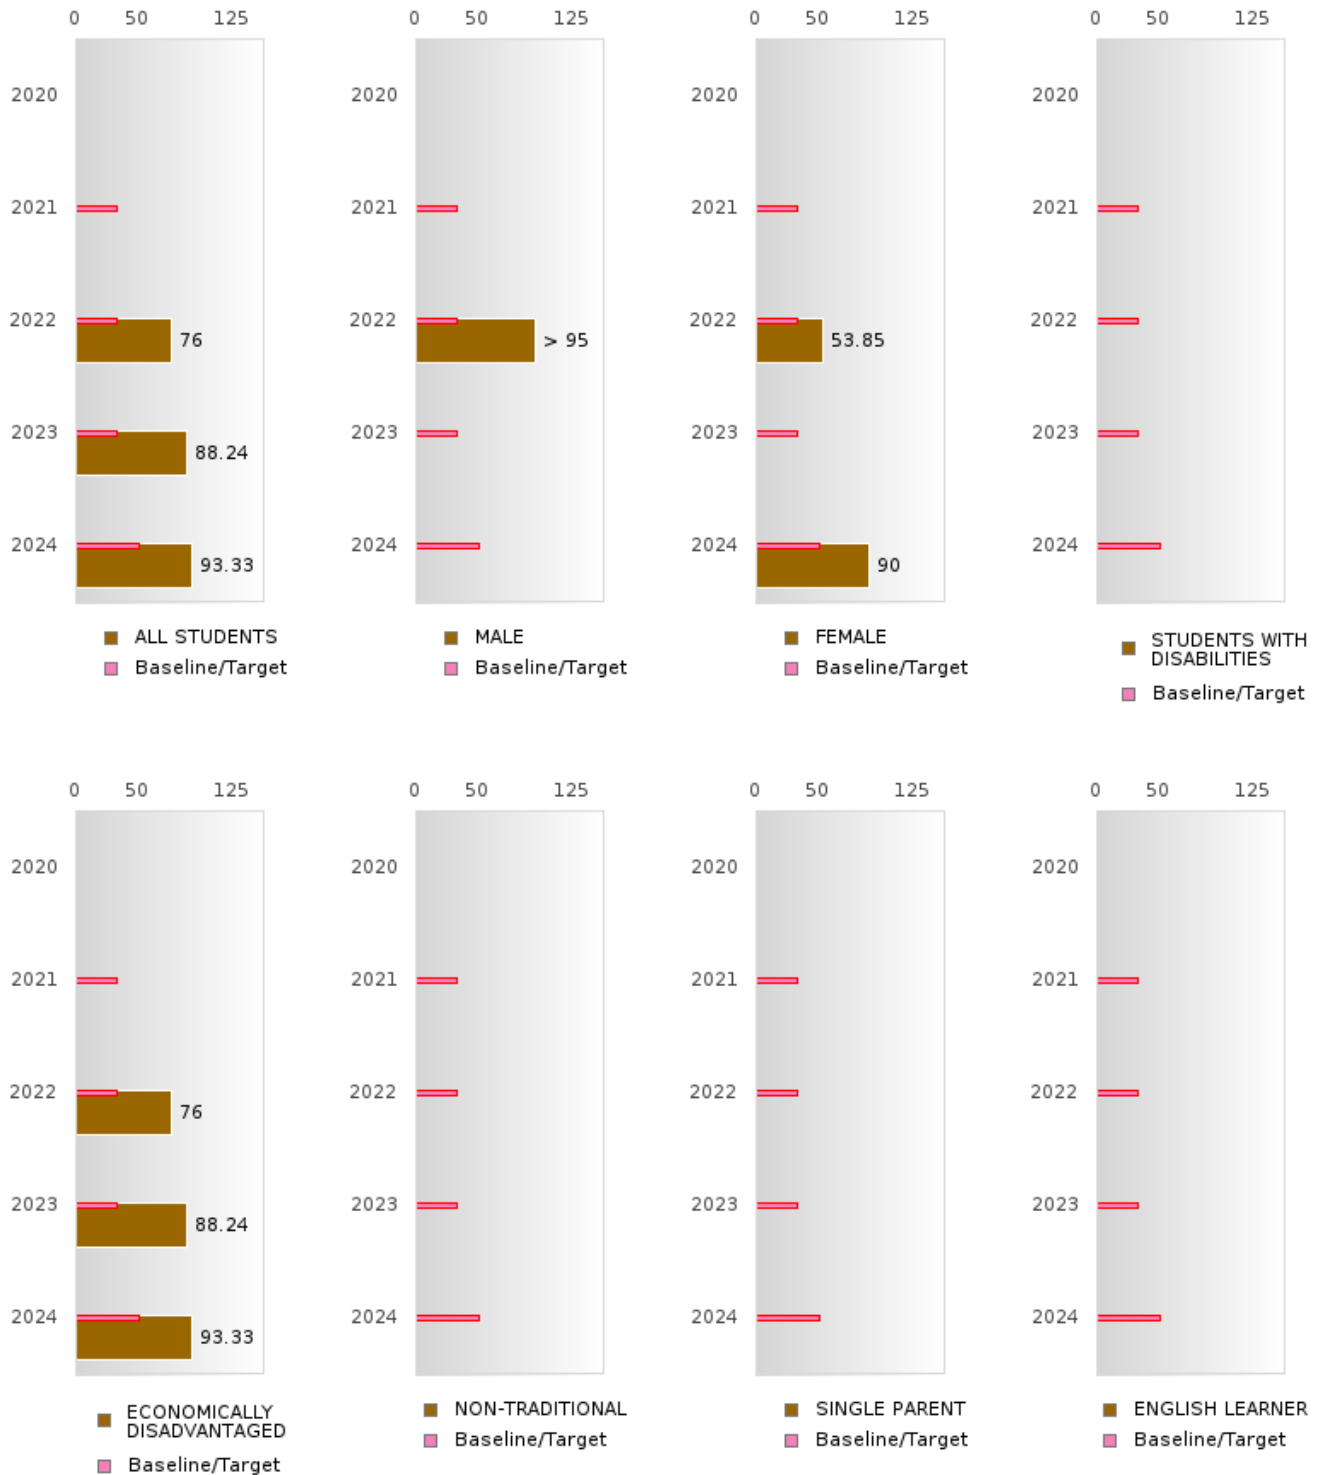 0 50 125 0 50 125 0 50 125 0 50 125
2020 2020 2020 2020
2021 2021 2021 2021
2022 76 2022 > 95 2022 53.85 2022
2023 88.24 2023 2023 2023
2024 93.33 2024 2024 90 2024
ALL STUDENTS MALE FEMALE STUDENTS WITH
DISABILITIES
Baseline/Target Baseline/Target Baseline/Target Baseline/Target
0 50 125 0 50 125 0 50 125 0 50 125
2020 2020 2020 2020
2021 2021 2021 2021
2022 76 2022 2022 2022
2023 88.24 2023 2023 2023
2024 93.33 2024 2024 2024
ECONOMICALLY NON-TRADITIONAL SINGLE PARENT ENGLISH LEARNER
DISADVANTAGED
Baseline/Target Baseline/Target Baseline/Target Baseline/Target